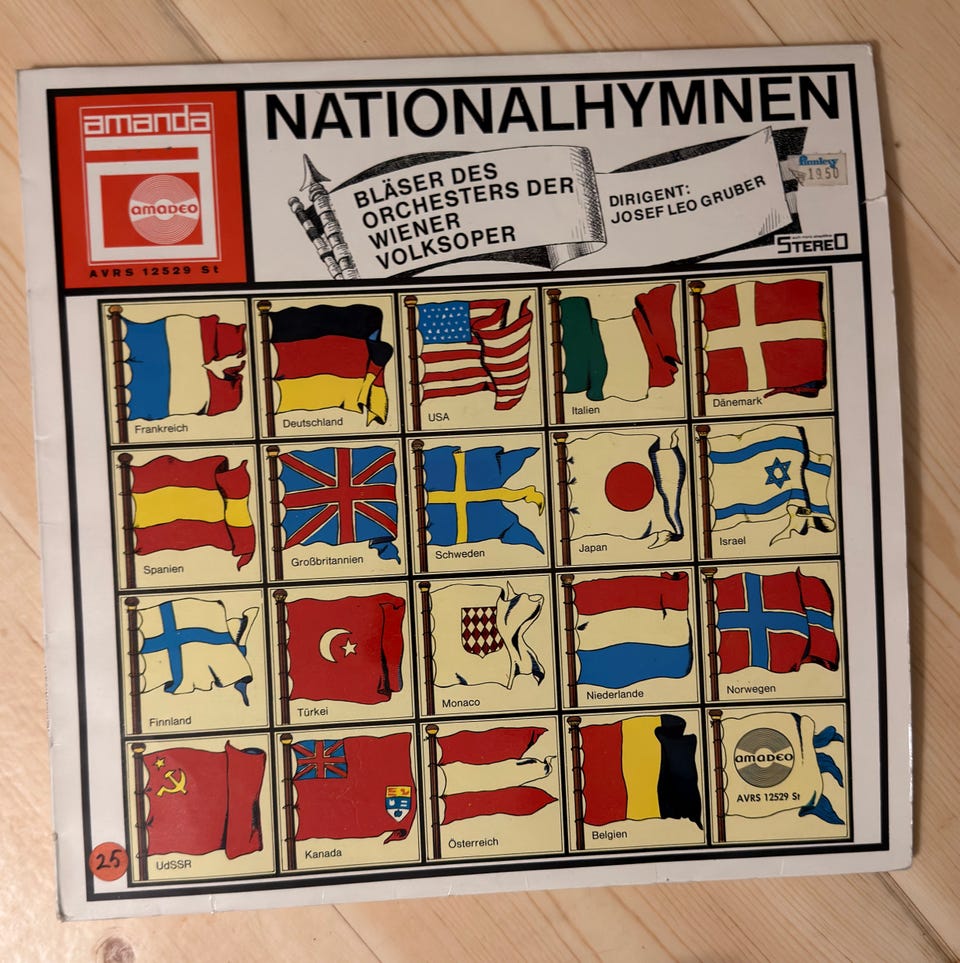 amanda
amadeo
AVRS 12529 St
NATIONALHYMNEN
BLÄSER DES
ORCHESTERS DER
WIENER
VOLKSOPER
DIRIGENT:
JOSEF LEO GRUBER
1950
STEREO
Frankreich
Deutschland
USA
Italien
Dänemark
Spanien
Großbritannien
Schweden
Japan
Israel
Finnland
Türkei
Monaco
Niederlande
Norwegen
UdSSR
Kanada
Österreich
Belgien
amadeo
AVRS 12529 St
25